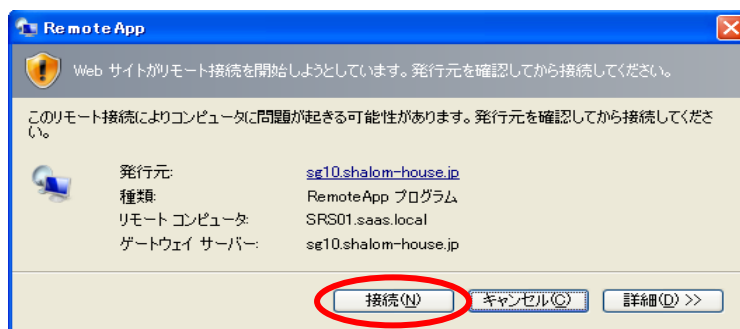 RemoteApp
Web サイトがリモート接続を開始しようとしています。発行元を確認してから接続してください。
このリモート接続によりコンピュータに問題が起きる可能性があります。発行元を確認してから接続してくださ
い。
発行元: sg10.shalom-house.jp
種類: RemoteApp プログラム
リモート コンピュータ: SRS01.saas.local
ゲートウェイ サーバー: sg10.shalom-house.jp
接続(N) キャンセル(C) 詳細(D) >>